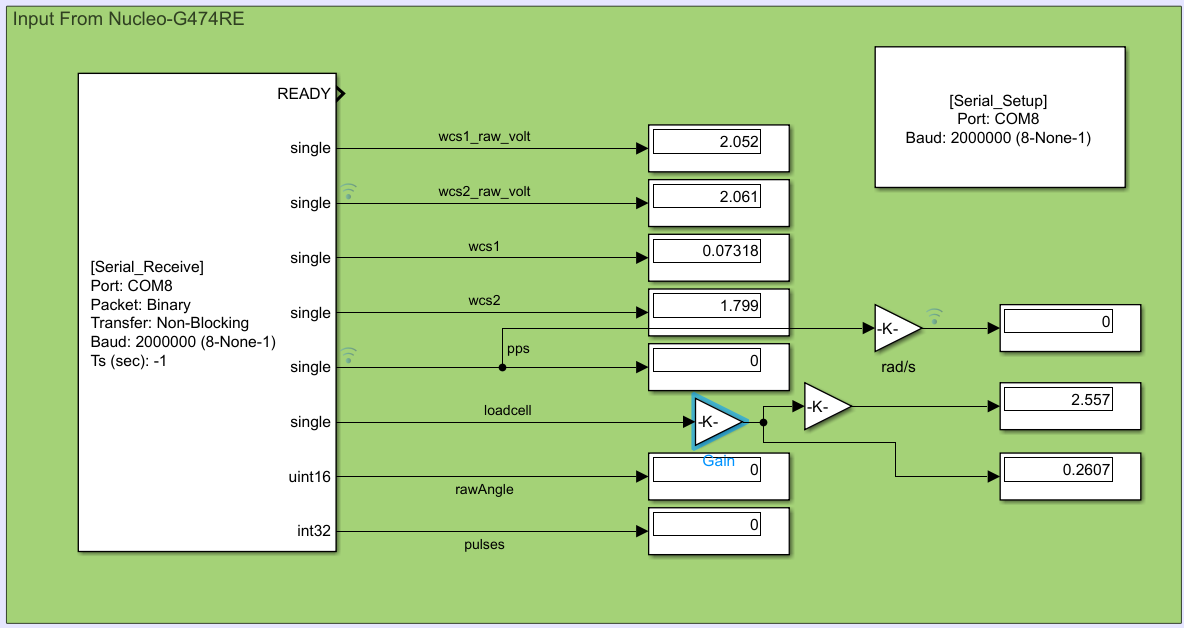 Input From Nucleo-G474RE
READY
single
wcs1_raw_volt
2.052
single
wcs2_raw_volt
2.061
single
wcs1
0.07318
single
wcs2
1.799
single
pps
0
single
loadcell
-K-
Gain
uint16
rawAngle
0
int32
pulses
0
[Serial_Receive]
Port: COM8
Packet: Binary
Transfer: Non-Blocking
Baud: 2000000 (8-None-1)
Ts (sec): -1
[Serial_Setup]
Port: COM8
Baud: 2000000 (8-None-1)
-K-
rad/s
0
-K-
2.557
0.2607